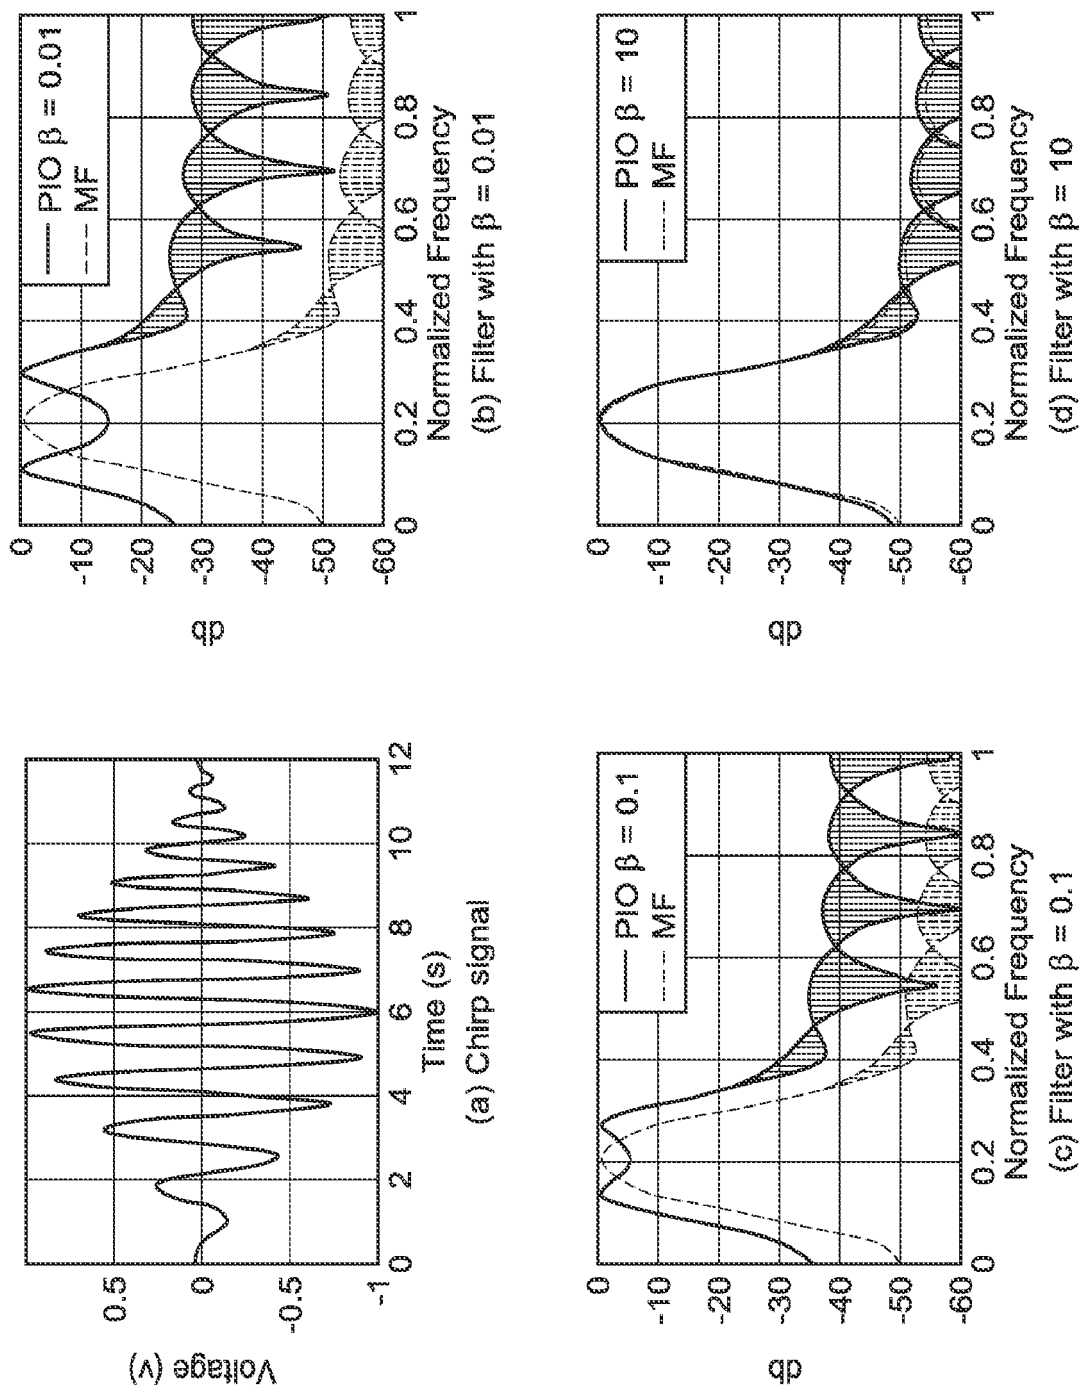 Voltage (v)
0.5
0
-0.5
-1
0
2
4
6
8
10
12
Time (s)
(a) Chirp signal
db
0
-10
-20
-30
-40
-50
-60
0
0.2
0.4
0.6
0.8
1
PIO β = 0.01
MF
Normalized Frequency
(b) Filter with β = 0.01
db
0
-10
-20
-30
-40
-50
-60
0
0.2
0.4
0.6
0.8
1
PIO β = 0.1
MF
Normalized Frequency
(c) Filter with β = 0.1
db
0
-10
-20
-30
-40
-50
-60
0
0.2
0.4
0.6
0.8
1
PIO β = 10
MF
Normalized Frequency
(d) Filter with β = 10